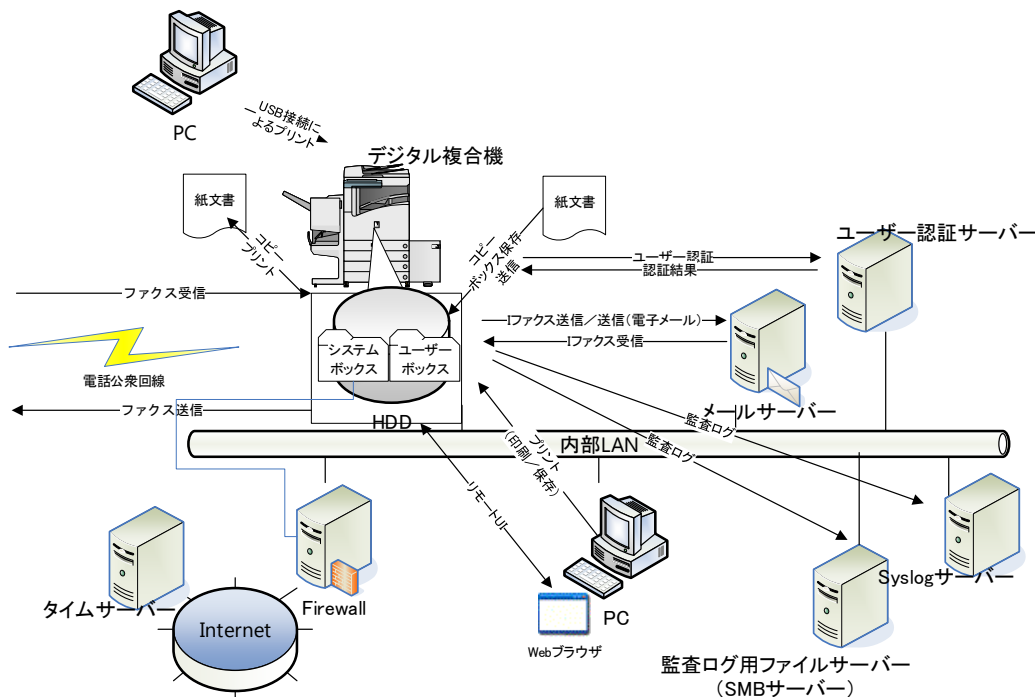 PC
USB接続に
よるプリント
デジタル複合機
紙文書
紙文書
コピー
プリント
コピー
ボックス保存
送信
ユーザー認証サーバー
ユーザー認証
認証結果
ファクス受信
Iファクス送信/送信(電子メール)
Iファクス受信
システム
ボックス
ユーザー
ボックス
電話公衆回線
ファクス送信
HDD
メールサーバー
監査ログ
監査ログ
内部LAN
プリント
(印刷/保存)
リモートUI
タイムサーバー
Firewall
Internet
PC
Webブラウザ
Syslogサーバー
監査ログ用ファイルサーバー
(SMBサーバー)